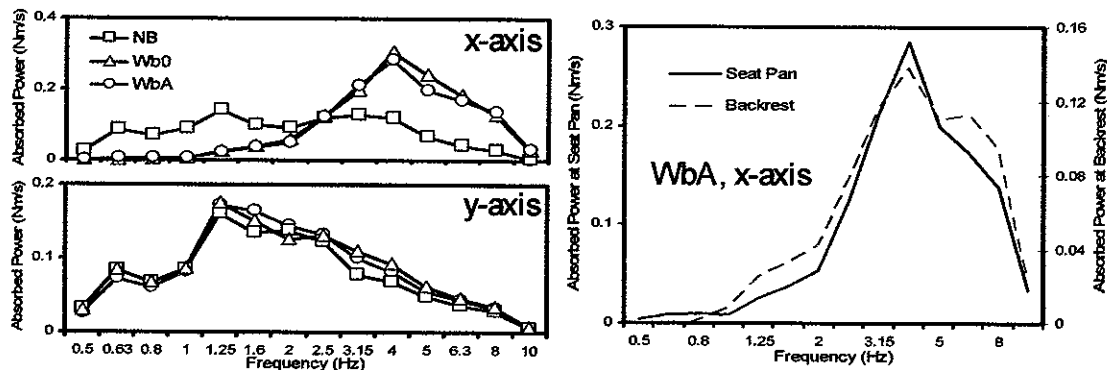 Absorbed Power (Nm/s)
0.4
0.2
0.0
NB
Wb0
WbA
x-axis
Absorbed Power (Nm/s)
0.2
0.1
0
y-axis
0.5 0.63 0.8 1 1.25 1.6 2 2.5 3.15 4 5 6.3 8 10
Frequency (Hz)
Absorbed Power at Seat Pan (Nm/s)
0.3
0.2
0.1
0
Seat Pan
Backrest
WbA, x-axis
0.5 0.8 1.25 2 3.15 5 8
Frequency (Hz)
0.16
0.12
0.08
0.04
0
Absorbed Power at Backrest (Nm/s)